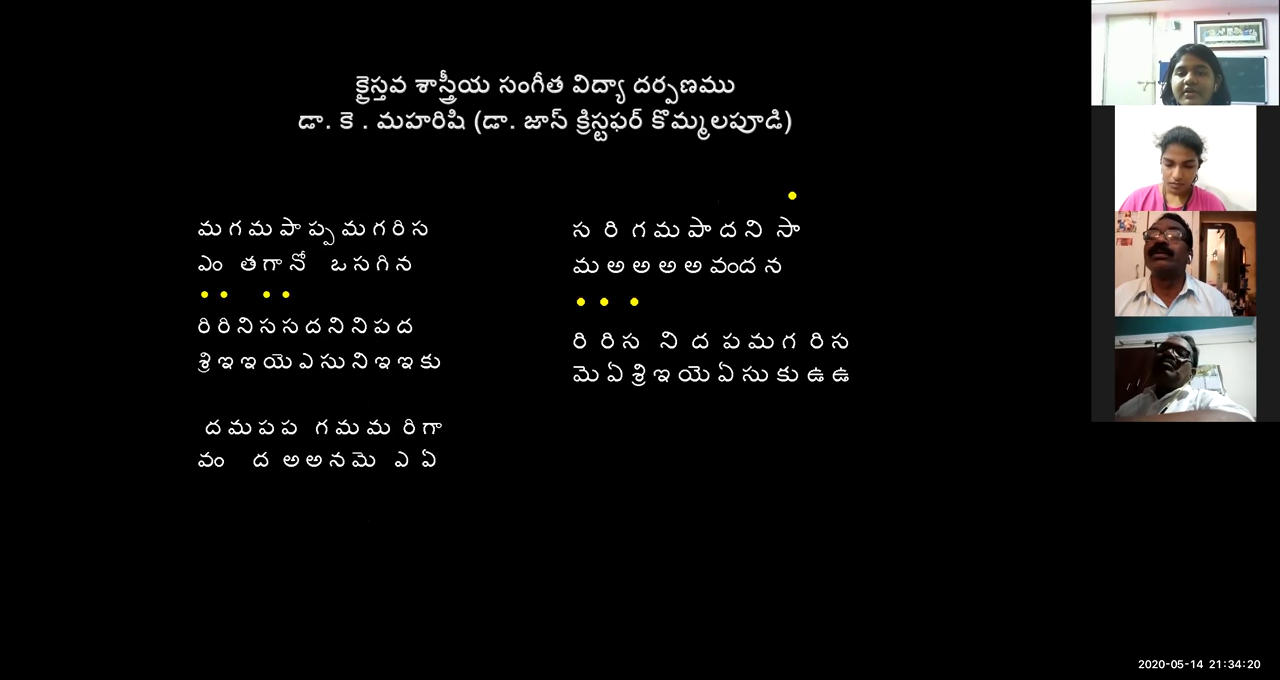 క్రైస్తవ శాస్త్రీయ సంగీత విద్యా దర్పణము
డా. కె . మహరిషి (డా. జాస్ క్రిస్టఫర్ కొమ్మలపూడి)
మ గ మ పా ప్ప మ గ రి స
ఎం త గా నో ఒ స గి న
రి రి ని స స ద ని ని ప ద
శ్రి ఇ ఇ యె ఎ సు ని ఇ ఇ కు
ద మ ప ప గ మ మ రి గా
వం ద అ అ న మె ఎ ఏ
స రి గ మ పా ద ని సా
మ అ అ అ అ వంద న
రి రి స ని ద ప మ గ రి స
మె ఏ శ్రి ఇ యె ఏ సు కు ఉ ఉ
2020-05-14 21:34:20